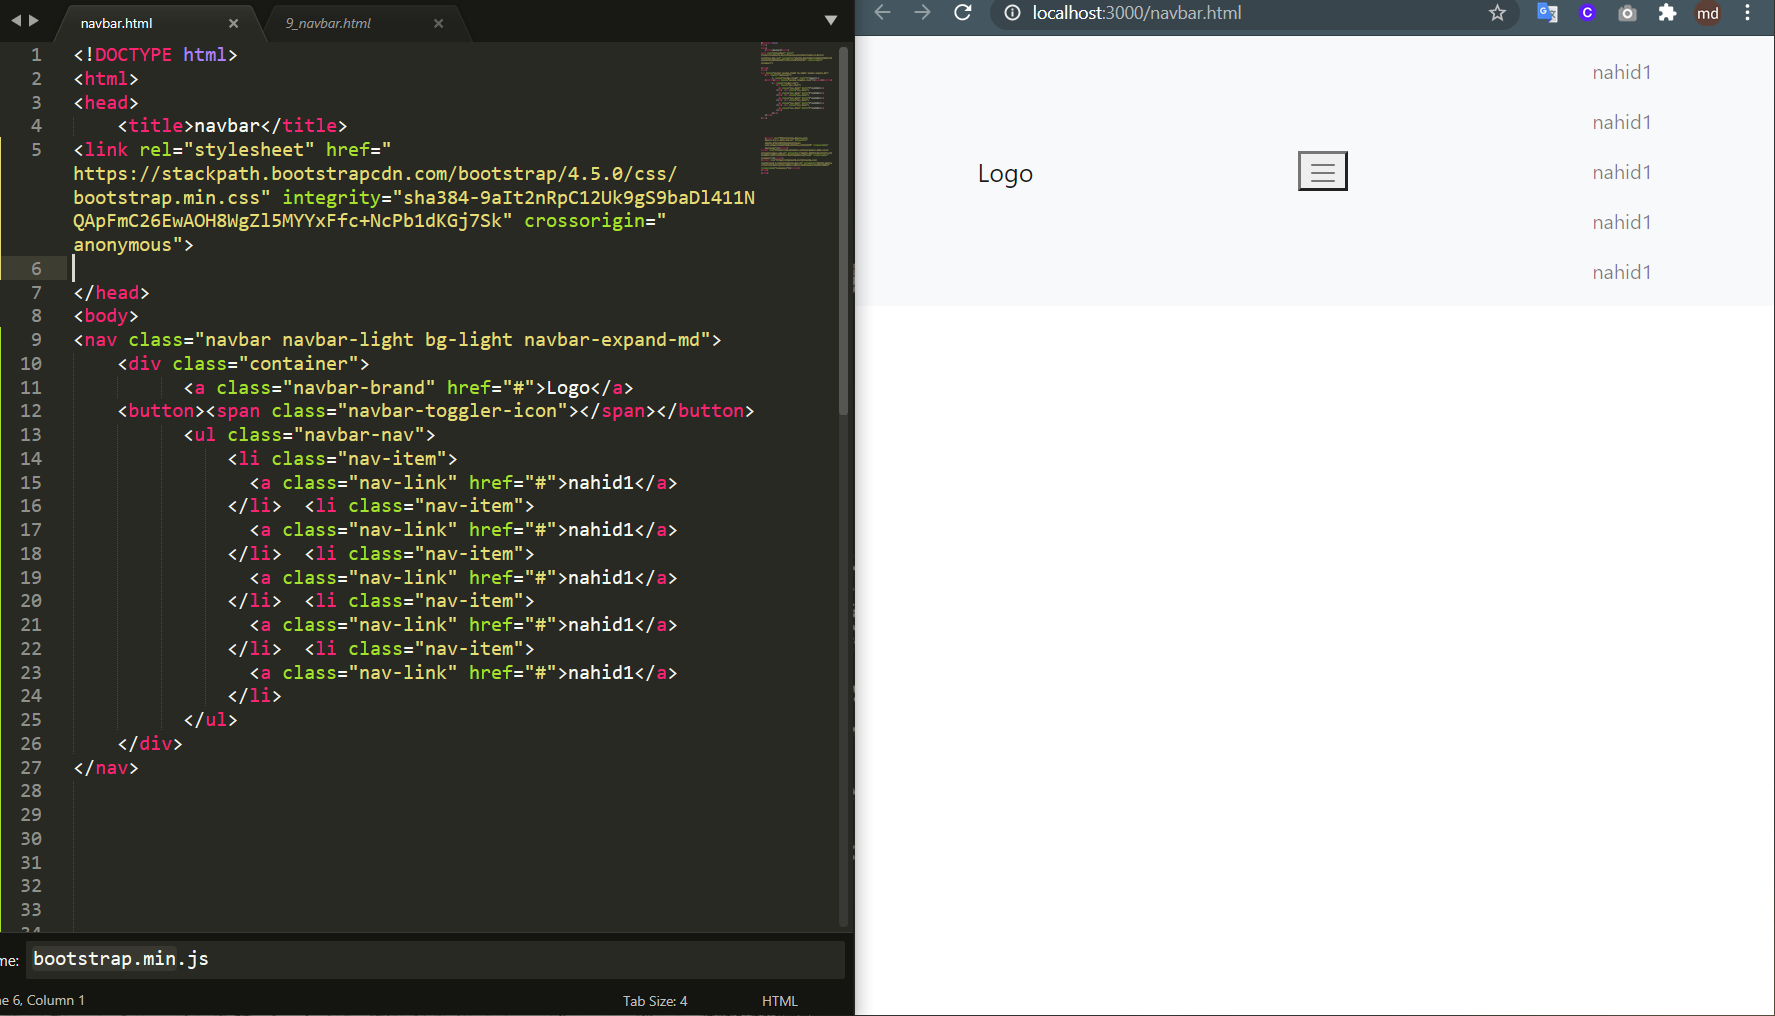 navbar.html ×
9_navbar.html ×
1 <!DOCTYPE html>
2 <html>
3 <head>
4 <title>navbar</title>
5 <link rel="stylesheet" href="
https://stackpath.bootstrapcdn.com/bootstrap/4.5.0/css/
bootstrap.min.css" integrity="sha384-9aIt2nRpC12Uk9gS9baDl411N
QApFmC26EwAOH8WgZl5MYYxFfc+NcPb1dKGj7Sk" crossorigin="
anonymous">
6
7 </head>
8 <body>
9 <nav class="navbar navbar-light bg-light navbar-expand-md">
10 <div class="container">
11 <a class="navbar-brand" href="#">Logo</a>
12 <button><span class="navbar-toggler-icon"></span></button>
13 <ul class="navbar-nav">
14 <li class="nav-item">
15 <a class="nav-link" href="#">nahid1</a>
16 </li> <li class="nav-item">
17 <a class="nav-link" href="#">nahid1</a>
18 </li> <li class="nav-item">
19 <a class="nav-link" href="#">nahid1</a>
20 </li> <li class="nav-item">
21 <a class="nav-link" href="#">nahid1</a>
22 </li> <li class="nav-item">
23 <a class="nav-link" href="#">nahid1</a>
24 </li>
25 </ul>
26 </div>
27 </nav>
28
29
30
31
32
33
34
me: bootstrap.min.js
e 6, Column 1
Tab Size: 4
HTML
localhost:3000/navbar.html
C
md
Logo
nahid1
nahid1
nahid1
nahid1
nahid1